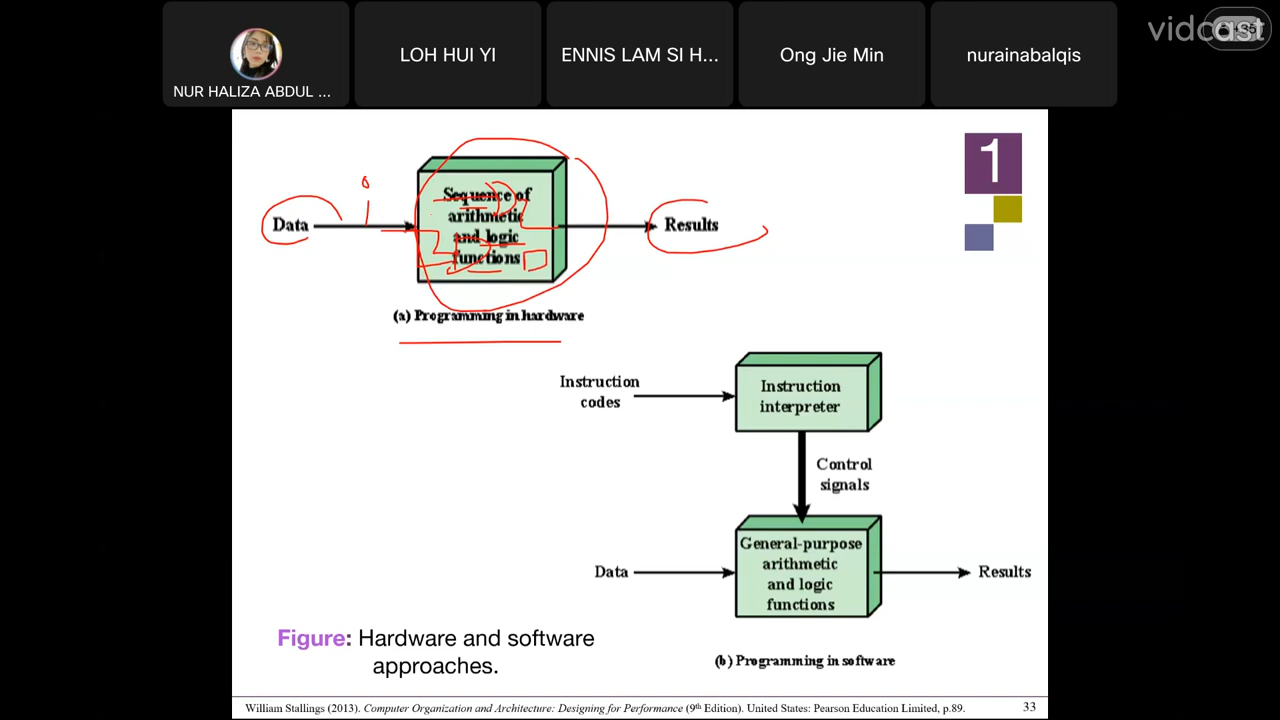 vidcast
NUR HALIZA ABDUL ...
LOH HUI YI
ENNIS LAM SI H...
Ong Jie Min
nurainabalqis
1
Data
Sequence of
arithmetic
and logic
functions
Results
(a) Programming in hardware
Instruction
codes
Instruction
interpreter
Control
signals
Data
General-purpose
arithmetic
and logic
functions
Results
(b) Programming in software
Figure: Hardware and software
approaches.
William Stallings (2013). Computer Organization and Architecture: Designing for Performance (9th Edition). United States: Pearson Education Limited, p.89.
33